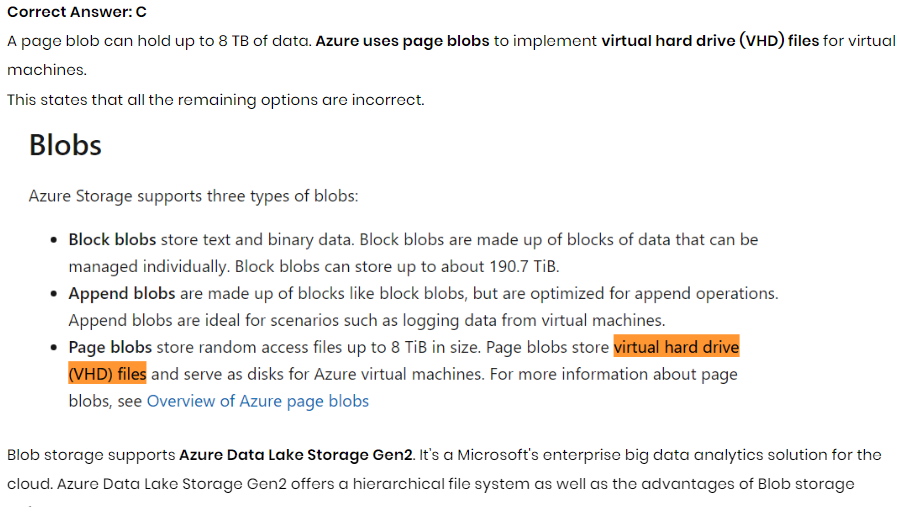 Correct Answer: C
A page blob can hold up to 8 TB of data. Azure uses page blobs to implement virtual hard drive (VHD) files for virtual
machines.
This states that all the remaining options are incorrect.
Blobs
Azure Storage supports three types of blobs:
• Block blobs store text and binary data. Block blobs are made up of blocks of data that can be
managed individually. Block blobs can store up to about 190.7 TiB.
• Append blobs are made up of blocks like block blobs, but are optimized for append operations.
Append blobs are ideal for scenarios such as logging data from virtual machines.
• Page blobs store random access files up to 8 TiB in size. Page blobs store virtual hard drive
(VHD) files and serve as disks for Azure virtual machines. For more information about page
blobs, see Overview of Azure page blobs
Blob storage supports Azure Data Lake Storage Gen2. It's a Microsoft's enterprise big data analytics solution for the
cloud. Azure Data Lake Storage Gen2 offers a hierarchical file system as well as the advantages of Blob storage